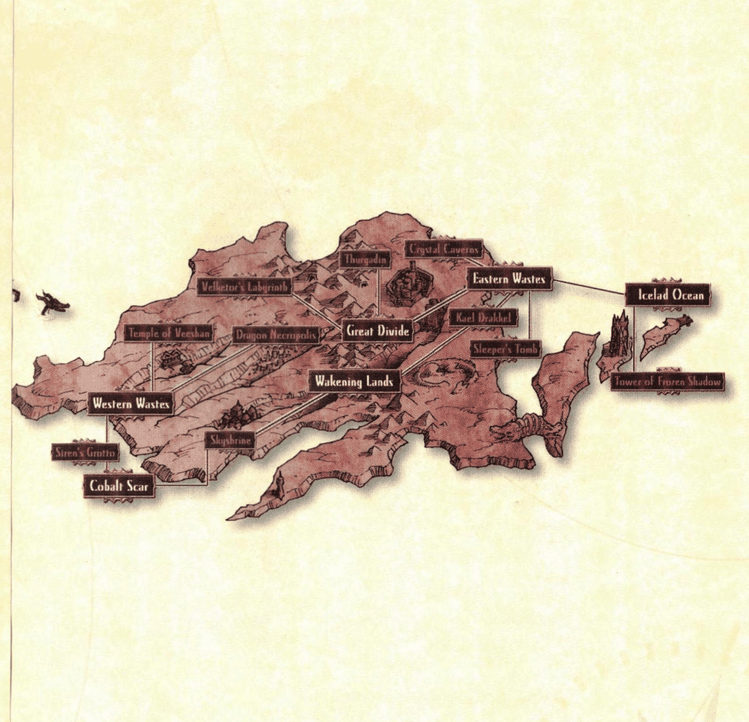 Crystal Caverns
Thurgadin
Eastern Wastes
Velketor's Labyrinth
Icelad Ocean
Kael Drakkel
Great Divide
Temple of Veeshan
Dragon Necropolis
Sleeper's Tomb
Wakening Lands
Tower of Frozen Shadow
Western Wastes
Skyshrine
Siren's Grotto
Cobalt Scar